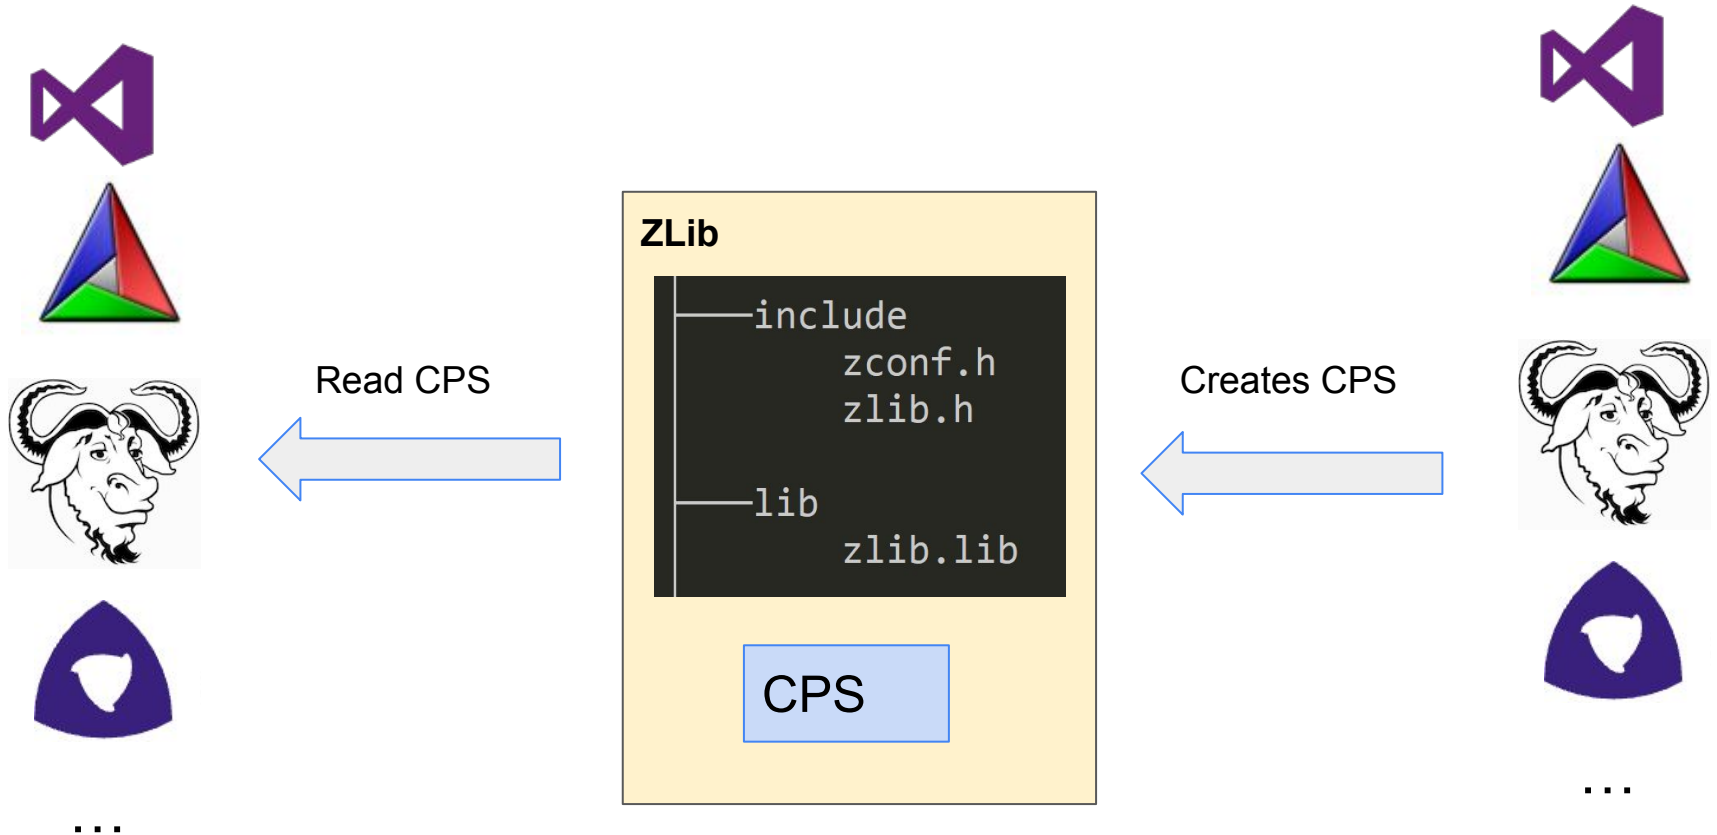 ZLib
include
zconf.h
zlib.h
lib
zlib.lib
CPS
Read CPS
Creates CPS
...
...